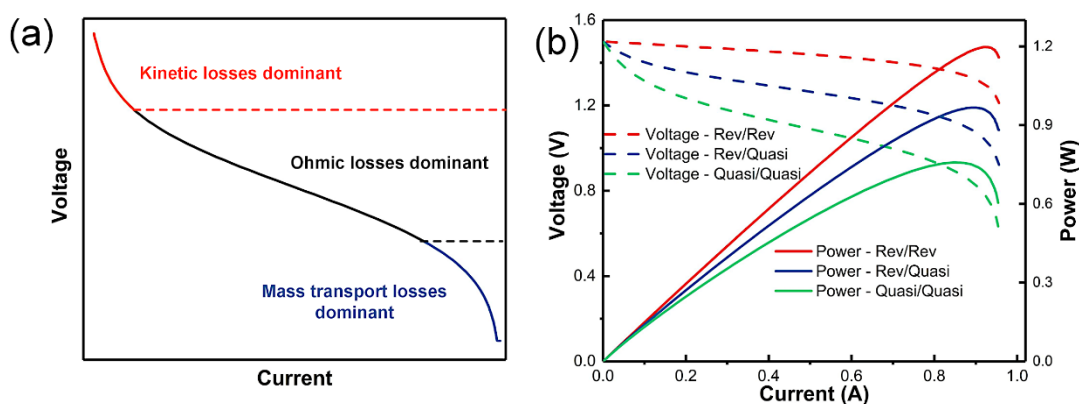 (a)
Kinetic losses dominant
Ohmic losses dominant
Mass transport losses
dominant
Voltage
Current
(b)
1.6
1.2
0.8
0.4
0.0
Voltage (V)
Voltage - Rev/Rev
Voltage - Rev/Quasi
Voltage - Quasi/Quasi
Power - Rev/Rev
Power - Rev/Quasi
Power - Quasi/Quasi
1.2
0.9
0.6
0.3
0.0
Power (W)
0.0 0.2 0.4 0.6 0.8 1.0
Current (A)